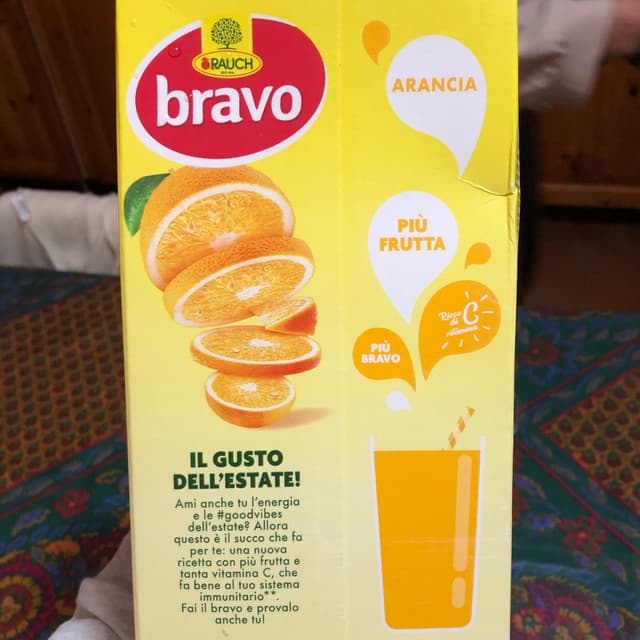 RAUCH
bravo
IL GUSTO
DELL'ESTATE!
Ami anche tu l'energia
e le #goodvibes
dell'estate? Allora
questo è il succo che fa
per te: una nuova
ricetta con più frutta e
tanta vitamina C, che
fa bene al tuo sistema
immunitario**.
Fai il bravo e provalo
anche tu!
ARANCIA
PIÙ
FRUTTA
Ricco
di C
vitamina
PIÙ
BRAVO